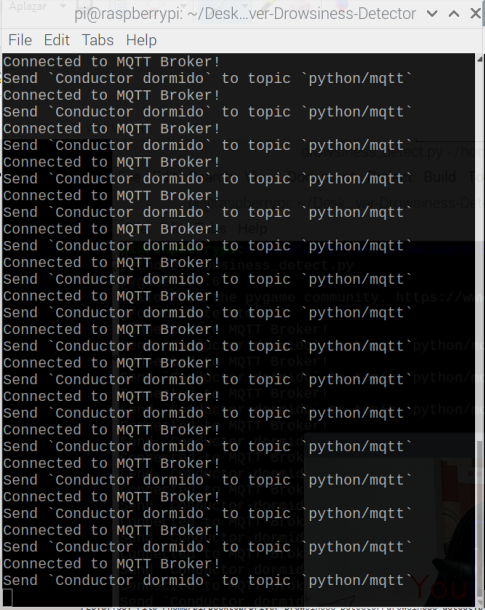 Aplazar
pi@raspberrypi: ~/Desk...ver-Drowsiness-Detector
File Edit Tabs Help
Connected to MQTT Broker!
Send `Conductor dormido` to topic `python/mqtt`
Connected to MQTT Broker!
Send `Conductor dormido` to topic `python/mqtt`
Connected to MQTT Broker!
Send `Conductor dormido` to topic `python/mqtt`
Connected to MQTT Broker!
Send `Conductor dormido` to topic `python/mqtt`
Connected to MQTT Broker!
Send `Conductor dormido` to topic `python/mqtt`
Connected to MQTT Broker!
Send `Conductor dormido` to topic `python/mqtt`
Connected to MQTT Broker!
Send `Conductor dormido` to topic `python/mqtt`
Connected to MQTT Broker!
Send `Conductor dormido` to topic `python/mqtt`
Connected to MQTT Broker!
Send `Conductor dormido` to topic `python/mqtt`
Connected to MQTT Broker!
Send `Conductor dormido` to topic `python/mqtt`
Connected to MQTT Broker!
Send `Conductor dormido` to topic `python/mqtt`
Connected to MQTT Broker!
Send `Conductor dormido` to topic `python/mqtt`
Connected to MQTT Broker!
Send `Conductor dormido` to topic `python/mqtt`
Connected to MQTT Broker!
Send `Conductor dormido` to topic `python/mqtt`
Connected to MQTT Broker!
Send `Conductor dormido` to topic `python/mqtt`
Connected to MQTT Broker!
Send `Conductor dormido` to topic `python/mqtt`
You